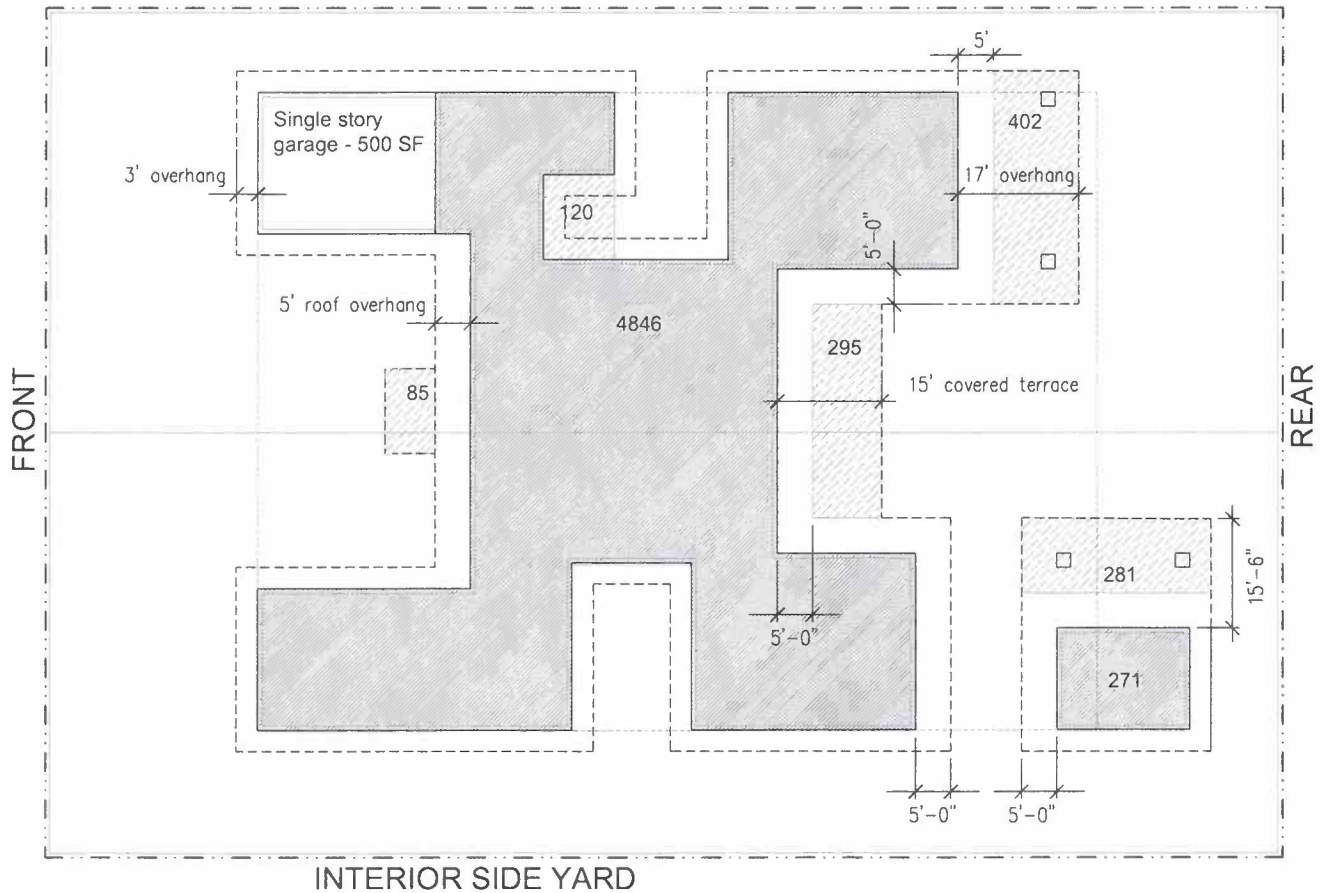 5'
Single story
garage - 500 SF
402
3' overhang
17' overhang
120
5'-0"
5' roof overhang
4846
295
85
15' covered terrace
FRONT
REAR
281
15'-6"
5'-0"
271
5'-0"
5'-0"
INTERIOR SIDE YARD